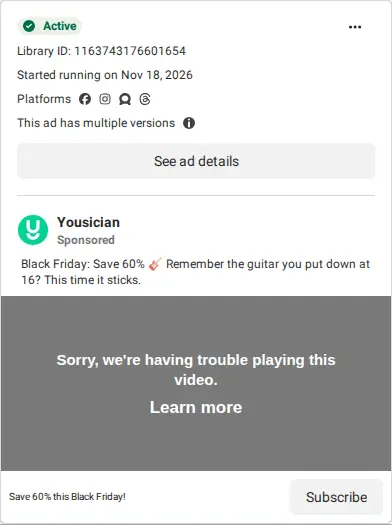 Active
Library ID: 1163743176601654
Started running on Nov 18, 2026
Platforms
This ad has multiple versions
See ad details
Yousician
Sponsored
Black Friday: Save 60% 🎸 Remember the guitar you put down at
16? This time it sticks.
Sorry, we're having trouble playing this
video.
Learn more
Save 60% this Black Friday!
Subscribe